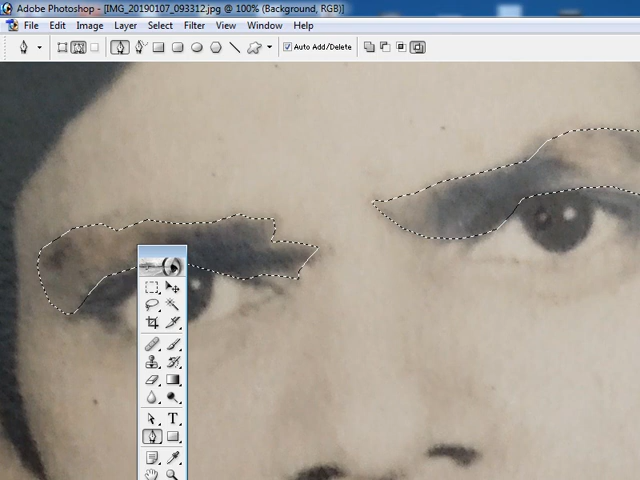 Adobe Photoshop - [IMG_20190107_093312.jpg @ 100% (Background, RGB)]
File Edit Image Layer Select Filter View Window Help
Auto Add/Delete
T